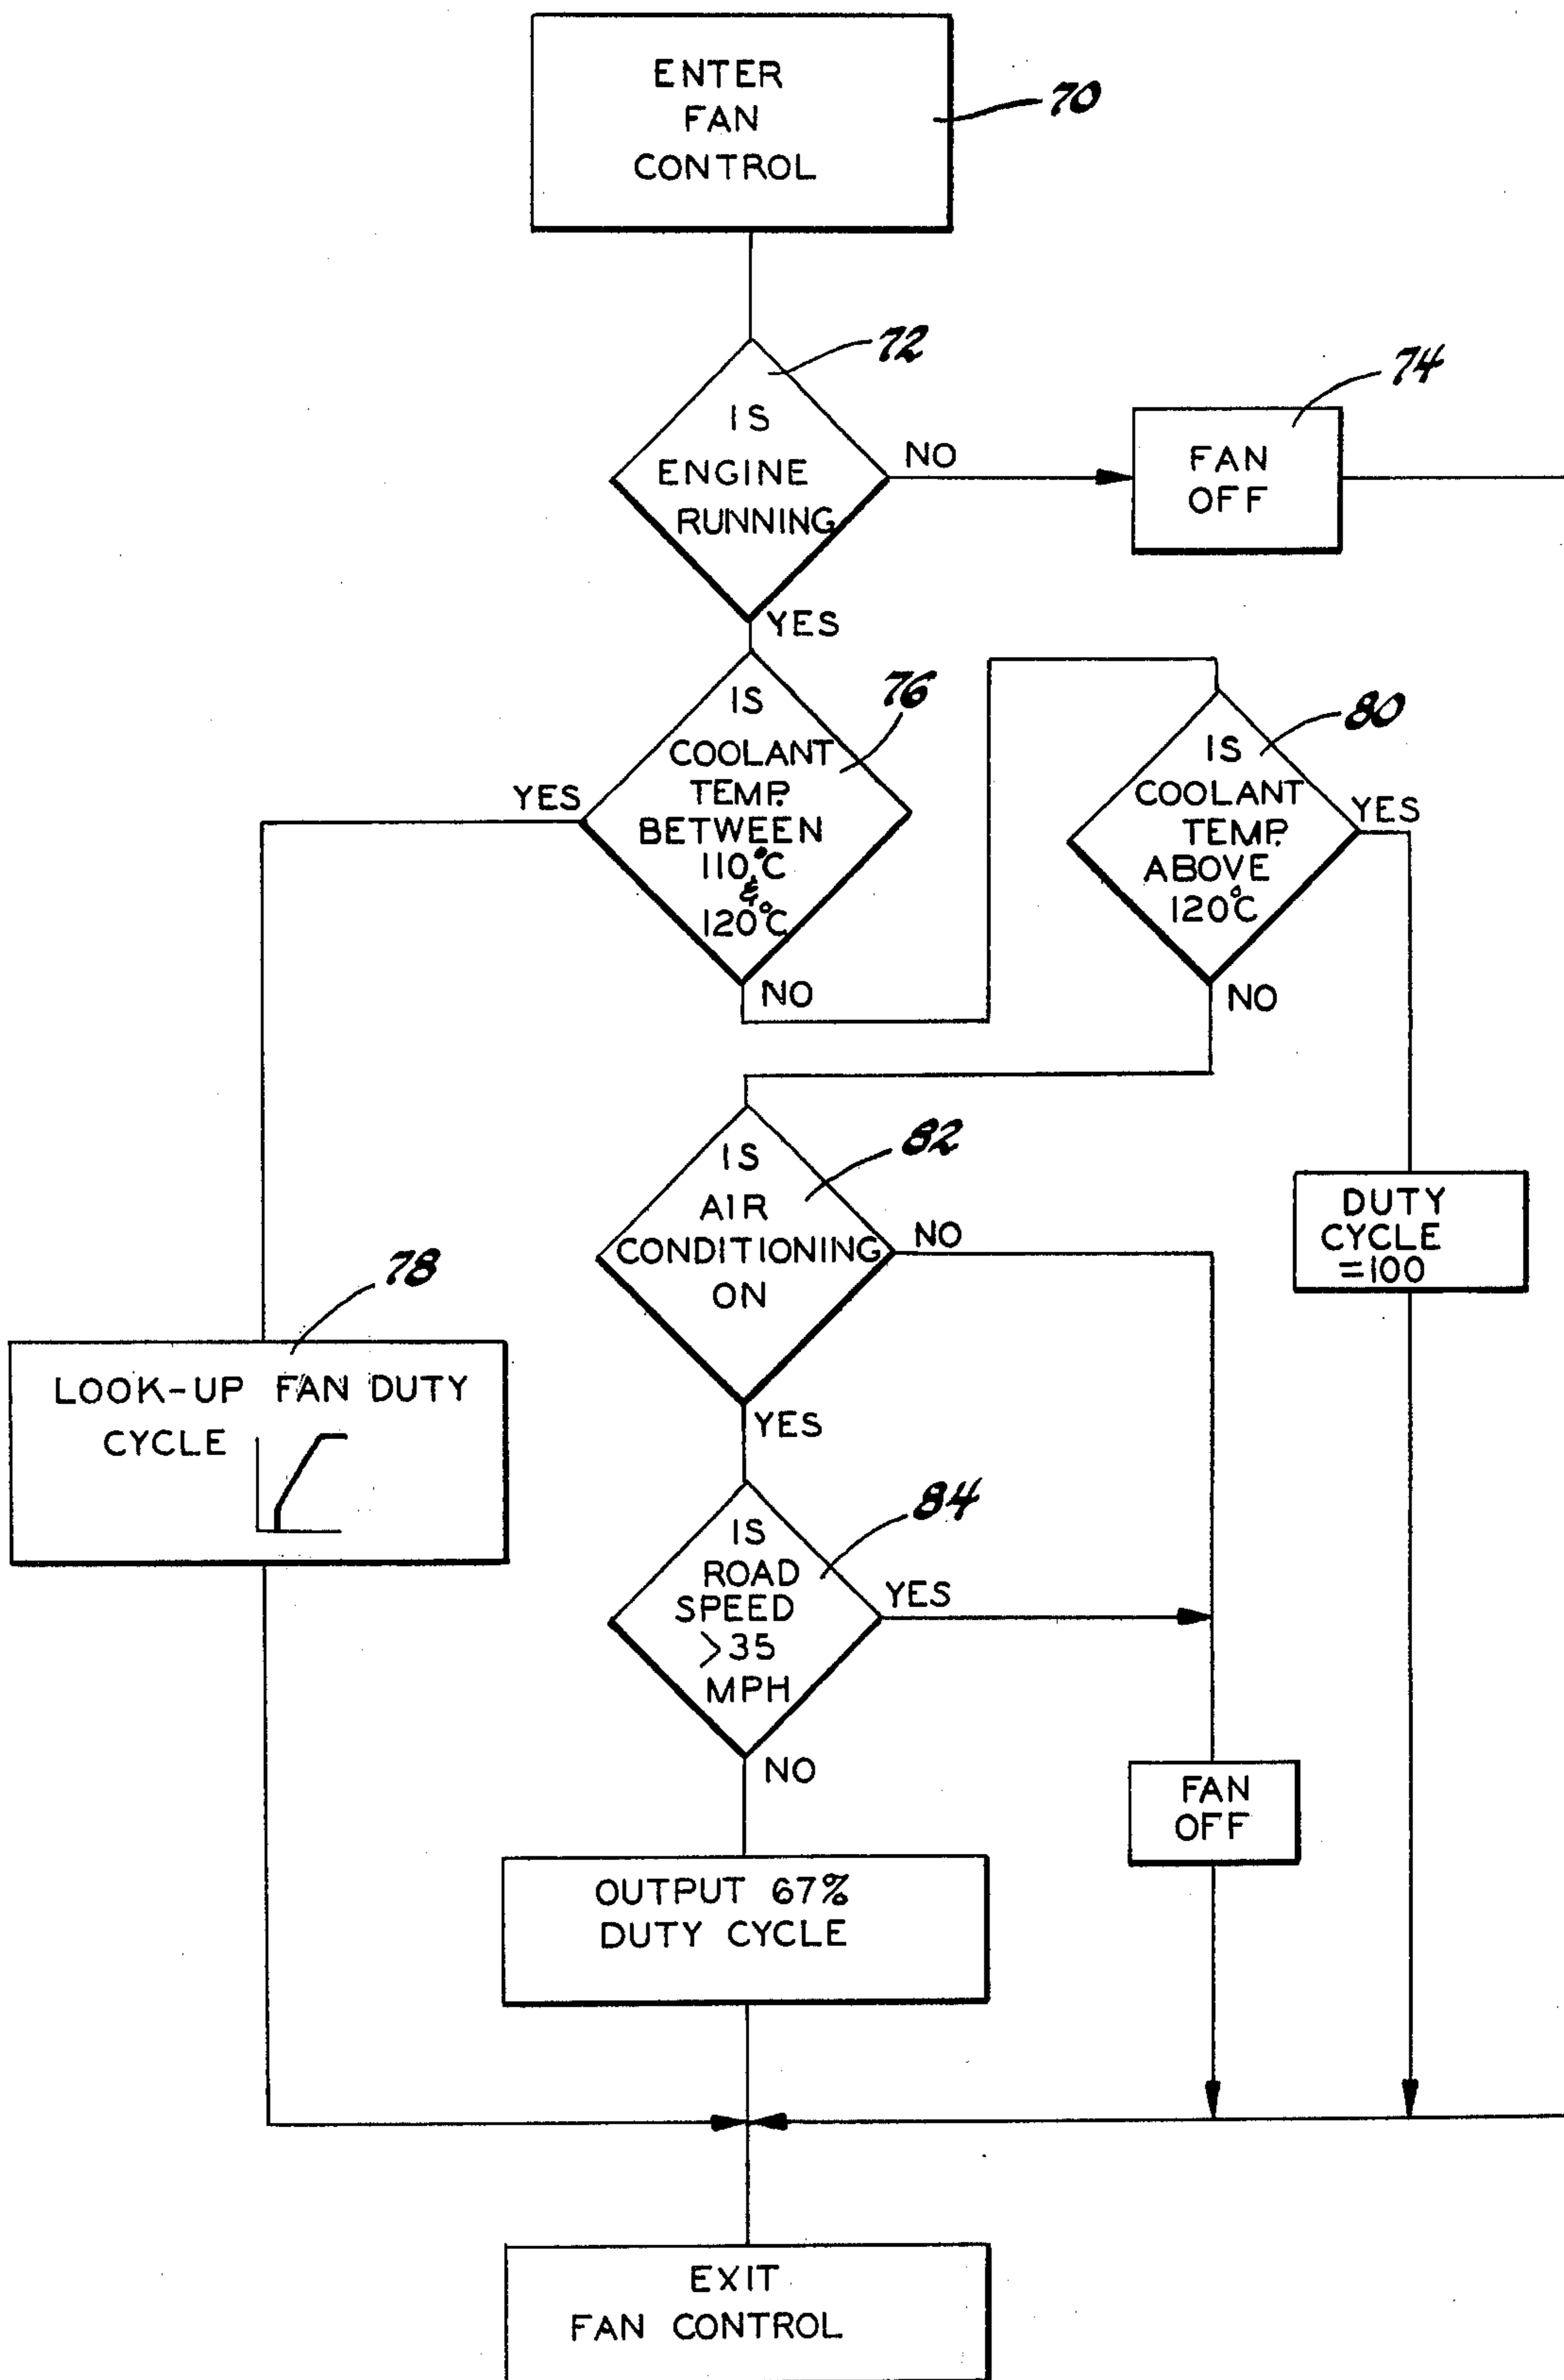 ENTER
FAN
CONTROL
70
72
IS
ENGINE
RUNNING
NO
YES
74
FAN
OFF
76
IS
COOLANT
TEMP.
BETWEEN
110°C
&
120°C
YES
NO
80
IS
COOLANT
TEMP.
ABOVE
120°C
YES
NO
82
IS
AIR
CONDITIONING
ON
NO
YES
DUTY
CYCLE
=100
78
LOOK-UP FAN DUTY
CYCLE
84
IS
ROAD
SPEED
>35
MPH
YES
NO
FAN
OFF
OUTPUT 67%
DUTY CYCLE
EXIT
FAN CONTROL